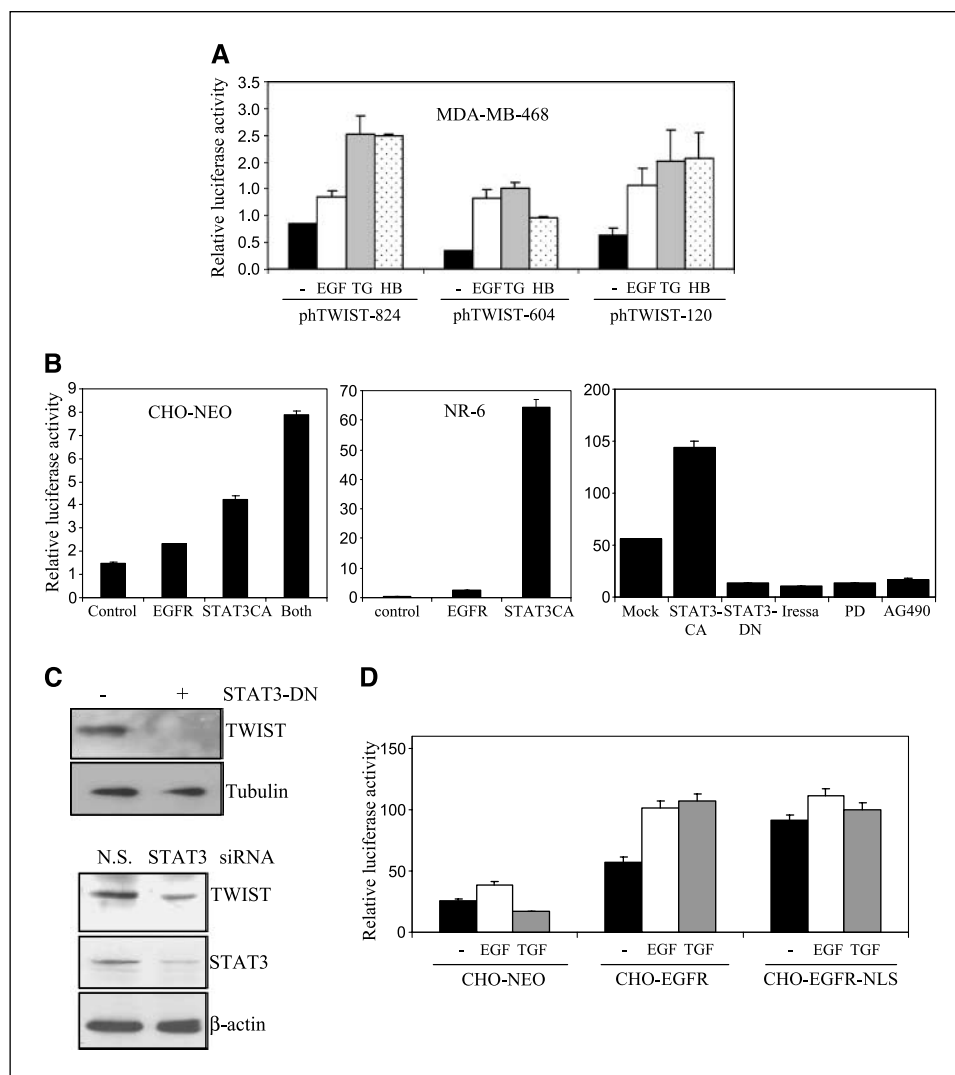 A
Relative luciferase activity
3.5
2.5
2.0
1.0
1.0
0.5
0.0
MDA-MB-468
- EGF TG HB
- EGF TG HB
- EGF TG HB
phTWIST-824
phTWIST-604
phTWIST-120
B
Relative luciferase activity
9
8
7
6
5
4
3
2
1
0
CHO-NEO
Control EGFR STAT3CA Both
70
60
50
40
30
20
10
0
NR-6
control EGFR STAT3CA
200
105
100
50
0
Mock STAT3-CA STAT3-DN Iressa PD AG490
C
- + STAT3-DN
TWIST
Tubulin
N.S. STAT3 siRNA
TWIST
STAT3
β-actin
D
Relative luciferase activity
150
100
50
0
- EGF TGF
- EGF TGF
- EGF TGF
CHO-NEO
CHO-EGFR
CHO-EGFR-NLS